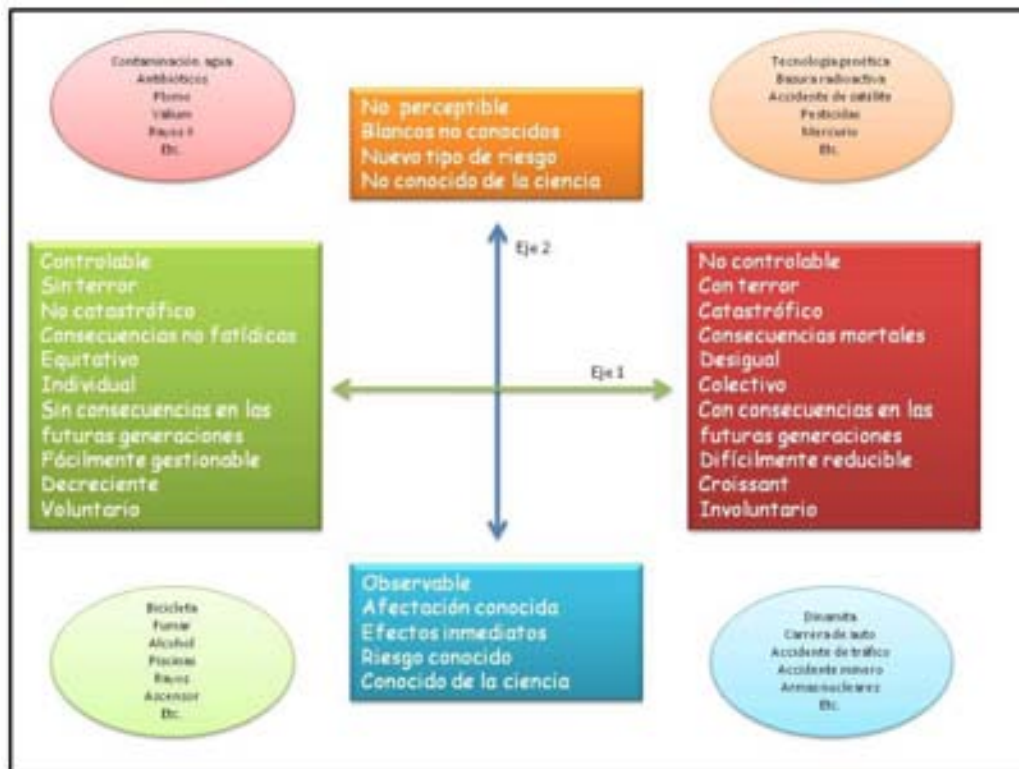 Contaminación agua
Antibióticos
Plomo
Valium
Rayos X
Etc.
No perceptible
Blancos no conocidos
Nuevo tipo de riesgo
No conocido de la ciencia
Tecnología genética
Basura radioactiva
Accidente de satélite
Pesticidas
Mercurio
Etc.
Eje 2
Controlable
Sin terror
No catastrófico
Consecuencias no fatídicas
Equitativo
Individual
Sin consecuencias en las
futuras generaciones
Fácilmente gestionable
Decreciente
Voluntario
Eje 1
No controlable
Con terror
Catastrófico
Consecuencias mortales
Desigual
Colectivo
Con consecuencias en las
futuras generaciones
Difícilmente reducible
Croissant
Involuntario
Observable
Afectación conocida
Efectos inmediatos
Riesgo conocido
Conocido de la ciencia
Bicicleta
Fumar
Alcohol
Piscinas
Rayos
Ascensor
Etc.
Dinamita
Carrera de auto
Accidente de tráfico
Accidente minero
Armas nucleares
Etc.